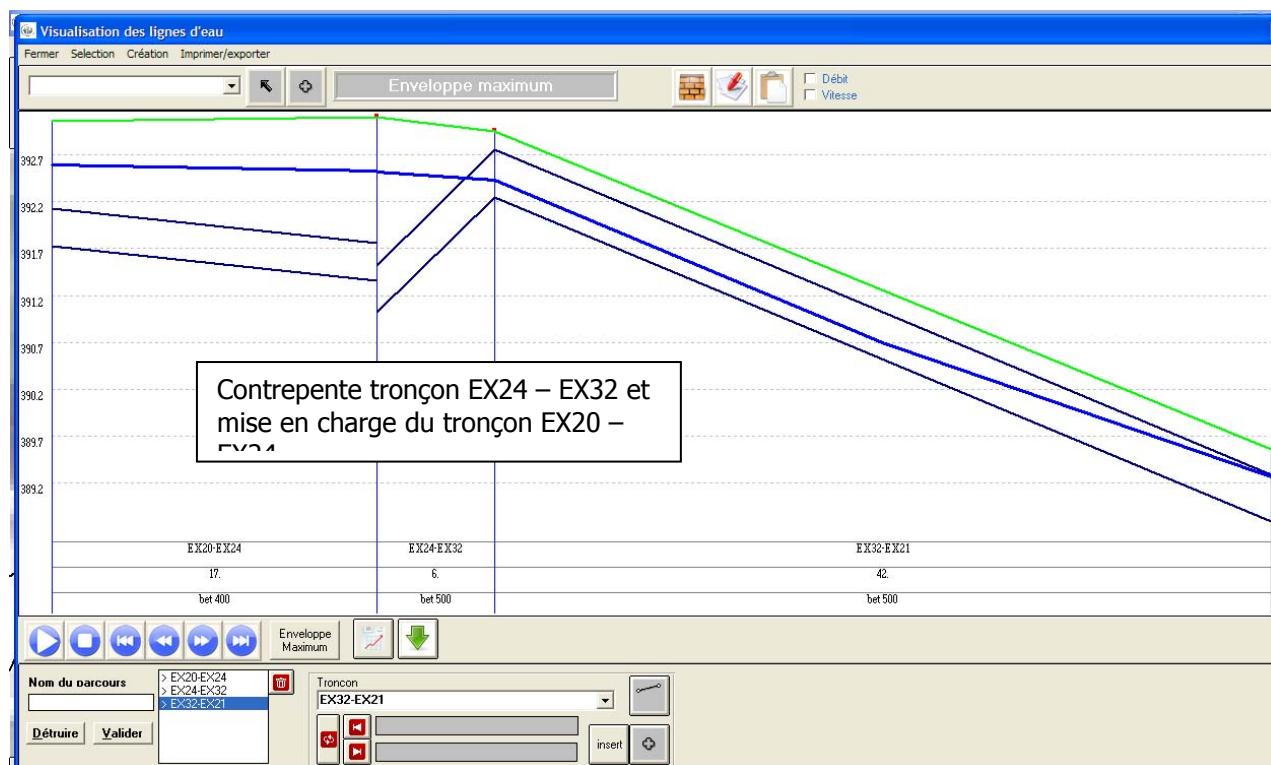 Visualisation des lignes d'eau
Fermer Selection Création Imprimer/exporter
Enveloppe maximum
Débit
Vitesse
392.7
392.2
391.7
391.2
390.7
390.2
389.7
389.2
Contrepente tronçon EX24 – EX32 et
mise en charge du tronçon EX20 –
EX24
EX20-EX24 EX24-EX32 EX32-EX21
17. 6. 42.
bet 400 bet 500 bet 500
Enveloppe
Maximum
Nom du parcours
> EX20-EX24
> EX24-EX32
> EX32-EX21
Détruire Valider
Troncon
EX32-EX21
insert